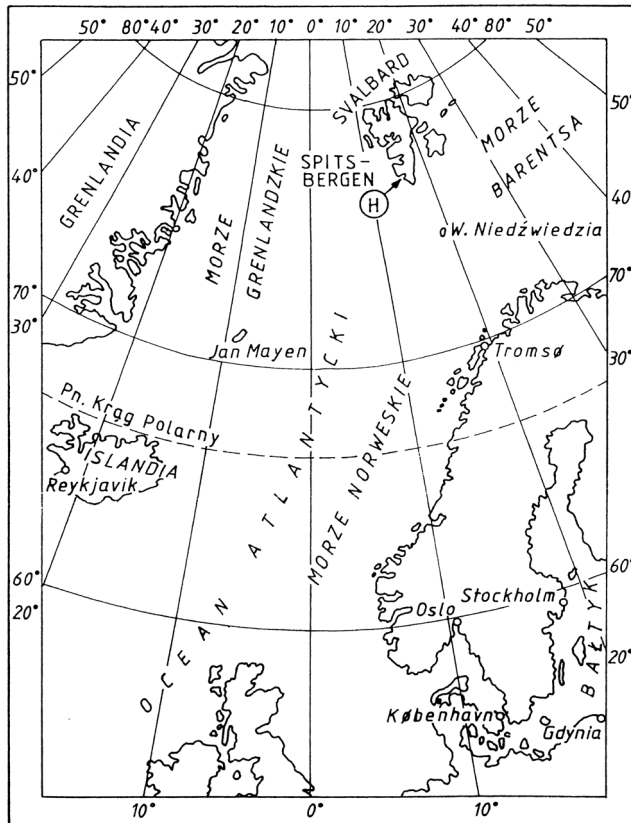 50° 40° 30° 20° 10° 0° 10° 20° 30° 40° 80° 50°
50°
40°
70°
30°
60°
20°
50°
40°
70°
30°
60°
20°
10° 0° 10°
GRENLANDIA
MORZE
GRENLANDZKIE
SVALBARD
SPITS-
BERGEN
H
MORZE
BARENTSA
W. Niedźwiedzia
Jan Mayen
Tromsø
Pn. Krąg Polarny
ISLANDIA
Reykjavik
OCEAN ATLANTYCKI
MORZE NORWESKIE
Oslo
Stockholm
BAŁTYK
København
Gdynia